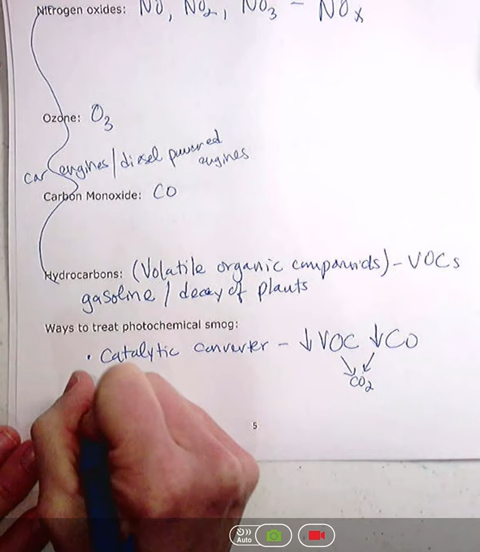 Nitrogen oxides: NO, NO2, NO3 - NOx
Ozone: O3
car engines/diesel powered
engines
Carbon Monoxide: CO
Hydrocarbons: (Volatile organic compounds) - VOCs
gasoline / decay of plants
Ways to treat photochemical smog:
• Catalytic converter - ↓VOC ↓CO
↘↙
CO2
5
Auto